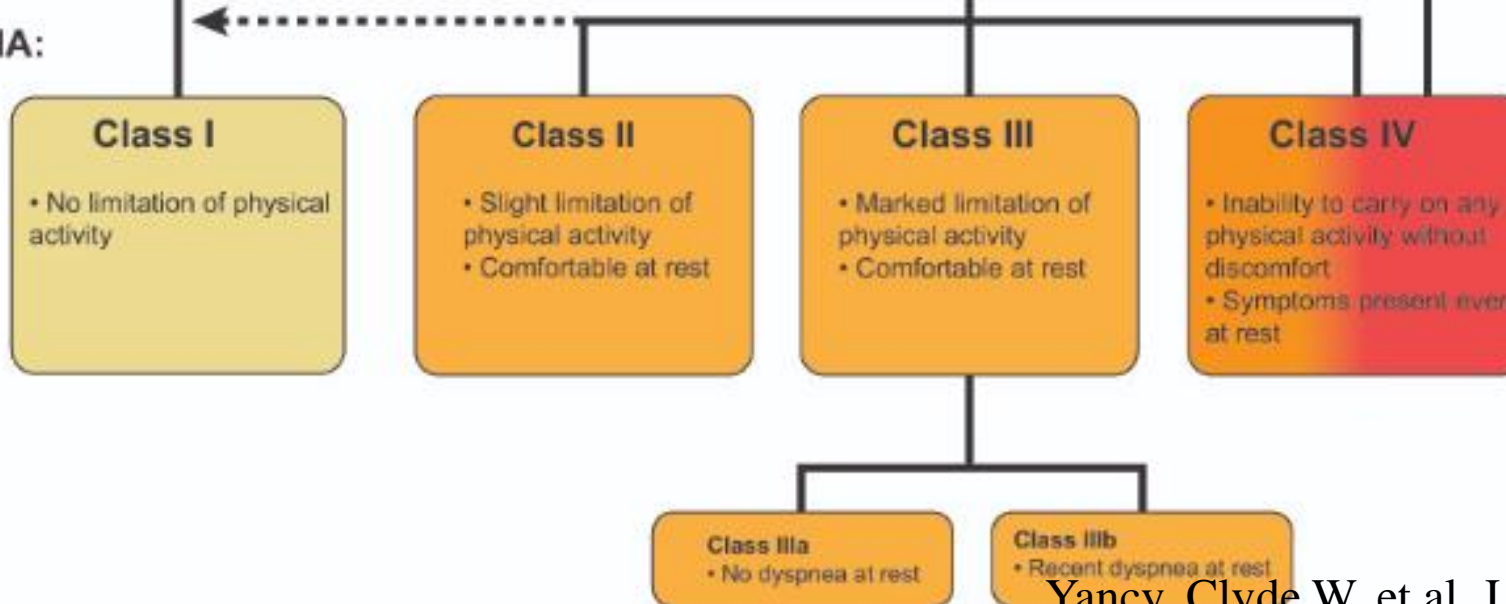 IA:
Class I
• No limitation of physical
activity
Class II
• Slight limitation of
physical activity
• Comfortable at rest
Class III
• Marked limitation of
physical activity
• Comfortable at rest
Class IV
• Inability to carry on any
physical activity without
discomfort
• Symptoms present even
at rest
Class IIIa
• No dyspnea at rest
Class IIIb
• Recent dyspnea at rest
Yancy, Clyde W, et al.